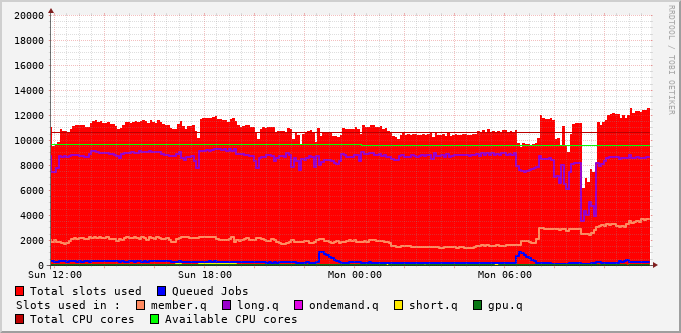 20000
18000
16000
14000
12000
10000
8000
6000
4000
2000
0
Sun 12:00 Sun 18:00 Mon 00:00 Mon 06:00
Total slots used Queued Jobs
Slots used in : member.q long.q ondemand.q short.q gpu.q
Total CPU cores Available CPU cores
RRDTOOL / TOBI OETIKER